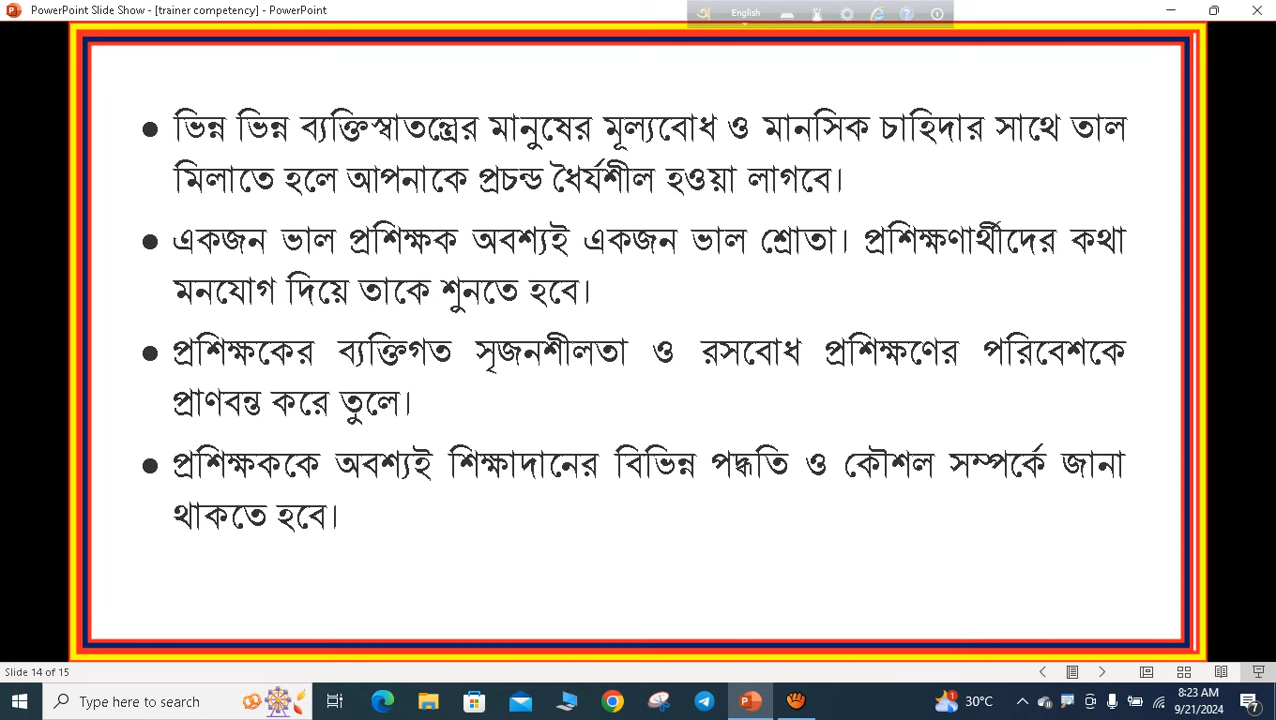 PowerPoint Slide Show - [trainer competency] - PowerPoint
English
● ভিন্ন ভিন্ন ব্যক্তিস্বাতন্ত্রের মানুষের মূল্যবোধ ও মানসিক চাহিদার সাথে তাল
মিলাতে হলে আপনাকে প্রচন্ড ধৈর্যশীল হওয়া লাগবে।
● একজন ভাল প্রশিক্ষক অবশ্যই একজন ভাল শ্রোতা। প্রশিক্ষণার্থীদের কথা
মনযোগ দিয়ে তাকে শুনতে হবে।
● প্রশিক্ষকের ব্যক্তিগত সৃজনশীলতা ও রসবোধ প্রশিক্ষণের পরিবেশকে
প্রাণবন্ত করে তুলে।
● প্রশিক্ষককে অবশ্যই শিক্ষাদানের বিভিন্ন পদ্ধতি ও কৌশল সম্পর্কে জানা
থাকতে হবে।
Slide 14 of 15
Type here to search
30°C
8:23 AM
9/21/2024